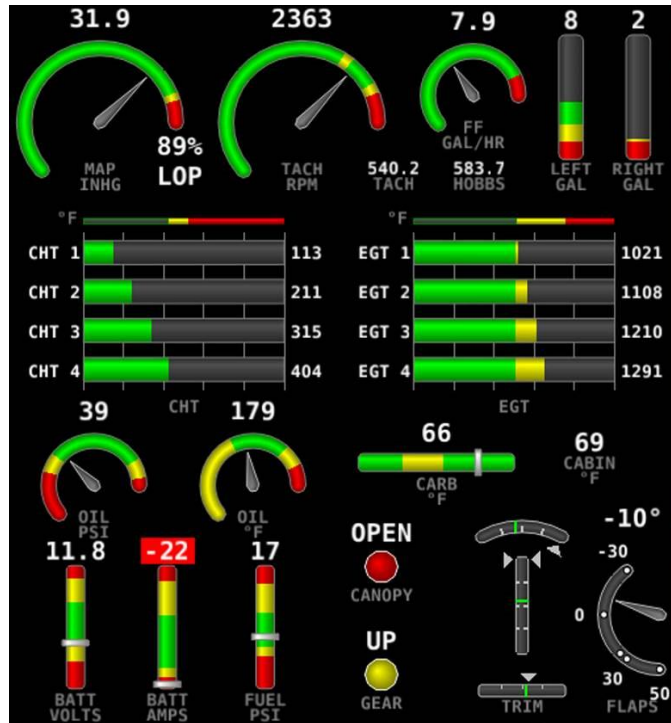 31.9 2363 7.9 8 2
MAP
INHG
89%
LOP
TACH
RPM
540.2
TACH
FF
GAL/HR
583.7
HOBBS
LEFT
GAL
RIGHT
GAL
°F
CHT 1 113
CHT 2 211
CHT 3 315
CHT 4 404
CHT
°F
EGT 1 1021
EGT 2 1108
EGT 3 1210
EGT 4 1291
EGT
39
OIL
PSI
179
OIL
°F
66
CARB
°F
69
CABIN
°F
11.8
BATT
VOLTS
-22
BATT
AMPS
17
FUEL
PSI
OPEN
CANOPY
UP
GEAR
TRIM
-10°
-30
0
30
50
FLAPS